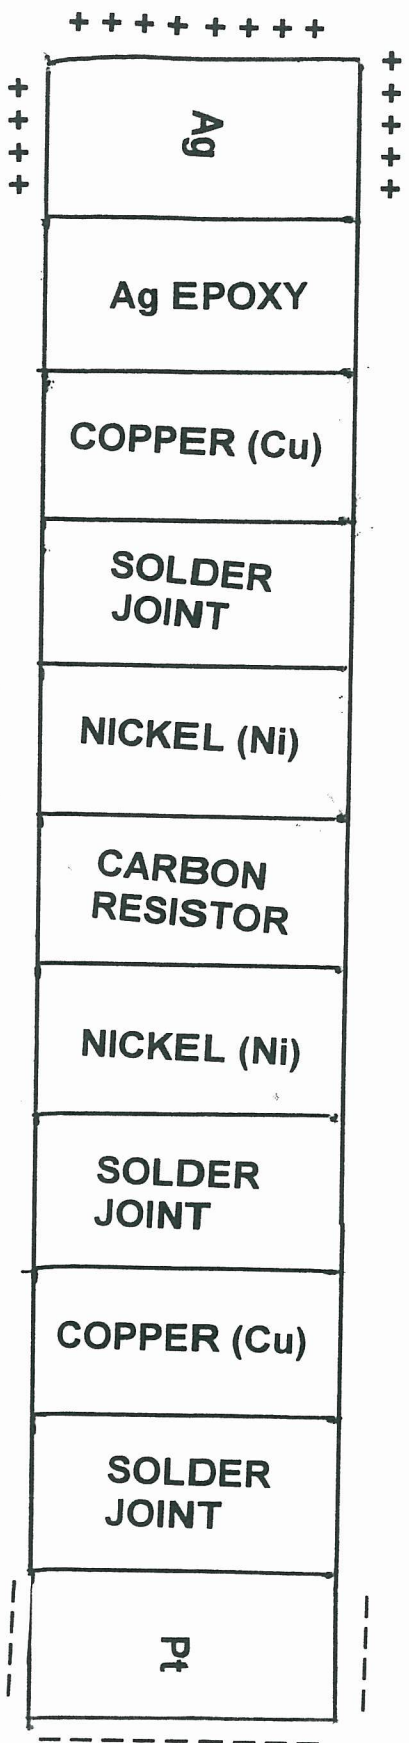 + + + + + + + + +
+ + + +
+ + + + +
Ag
Ag EPOXY
COPPER (Cu)
SOLDER
JOINT
NICKEL (Ni)
CARBON
RESISTOR
NICKEL (Ni)
SOLDER
JOINT
COPPER (Cu)
SOLDER
JOINT
Pt